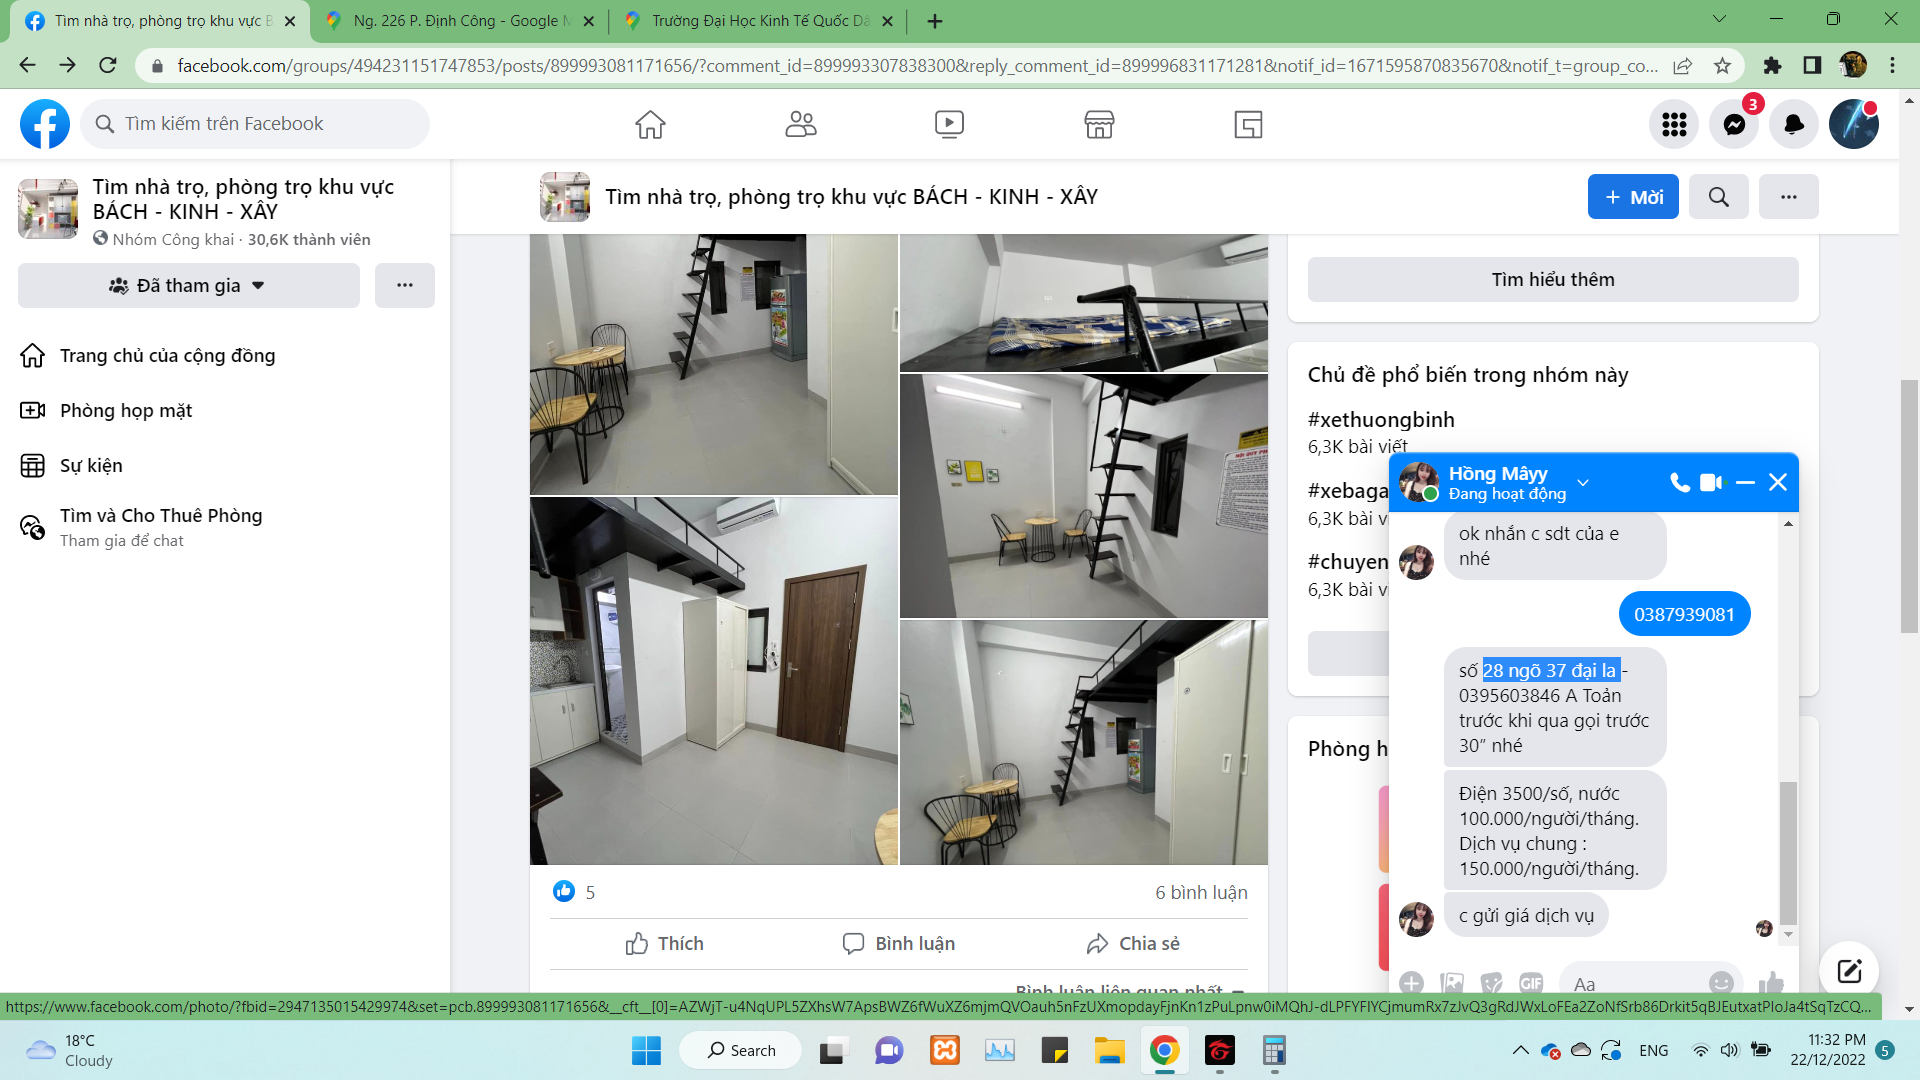 Tìm nhà trọ, phòng trọ khu vực B
Ng. 226 P. Định Công - Google M
Trường Đại Học Kinh Tế Quốc Dâ
facebook.com/groups/494231151747853/posts/899993081171656/?comment_id=899993307838300&reply_comment_id=899996831171281&notif_id=1671595870835670&notif_t=group_co...
Tìm kiếm trên Facebook
3
Tìm nhà trọ, phòng trọ khu vực
BÁCH - KINH - XÂY
Nhóm Công khai · 30,6K thành viên
Đã tham gia
Trang chủ của cộng đồng
Phòng họp mặt
Sự kiện
Tìm và Cho Thuê Phòng
Tham gia để chat
Tìm nhà trọ, phòng trọ khu vực BÁCH - KINH - XÂY
+ Mời
NỘI QUY
5
6 bình luận
Thích
Bình luận
Chia sẻ
Bình luận liên quan nhất
Tìm hiểu thêm
Chủ đề phổ biến trong nhóm này
#xethuongbinh
6,3K bài viết
#xebaga
6,3K bài vi
#chuyen
6,3K bài v
Phòng h
Hồng Mâyy
Đang hoạt động
ok nhắn c sdt của e
nhé
0387939081
số 28 ngõ 37 đại la -
0395603846 A Toản
trước khi qua gọi trước
30" nhé
Điện 3500/số, nước
100.000/người/tháng.
Dịch vụ chung :
150.000/người/tháng.
c gửi giá dịch vụ
GIF
Aa
https://www.facebook.com/photo/?fbid=2947135015429974&set=pcb.899993081171656&__cft__[0]=AZWjT-u4NqUPL5ZXhsW7ApsBWZ6fWuXZ6mjmQVOauh5nFzUXmopdayFjnKn1zPuLpnw0iMQhJ-dLPFYFIYCjmumRx7zJvQ3gRdJWxLoFEa2ZoNfSrb86Drkit5qBJEutxatPIoJa4tSqTzCQ...
18°C
Cloudy
Search
ENG
11:32 PM
22/12/2022
5